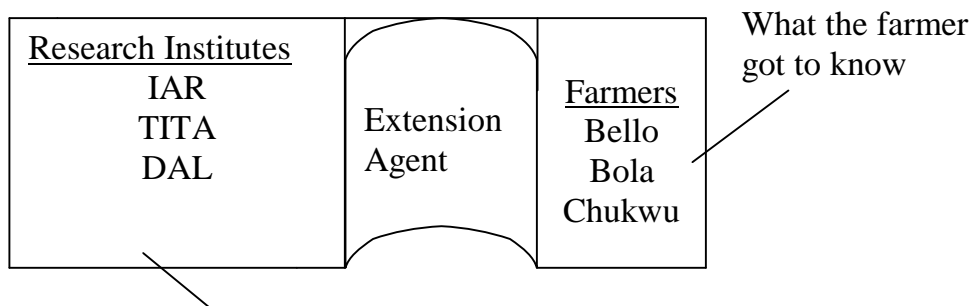 Research Institutes
IAR
TITA
DAL
Extension
Agent
Farmers
Bello
Bola
Chukwu
What the farmer
got to know